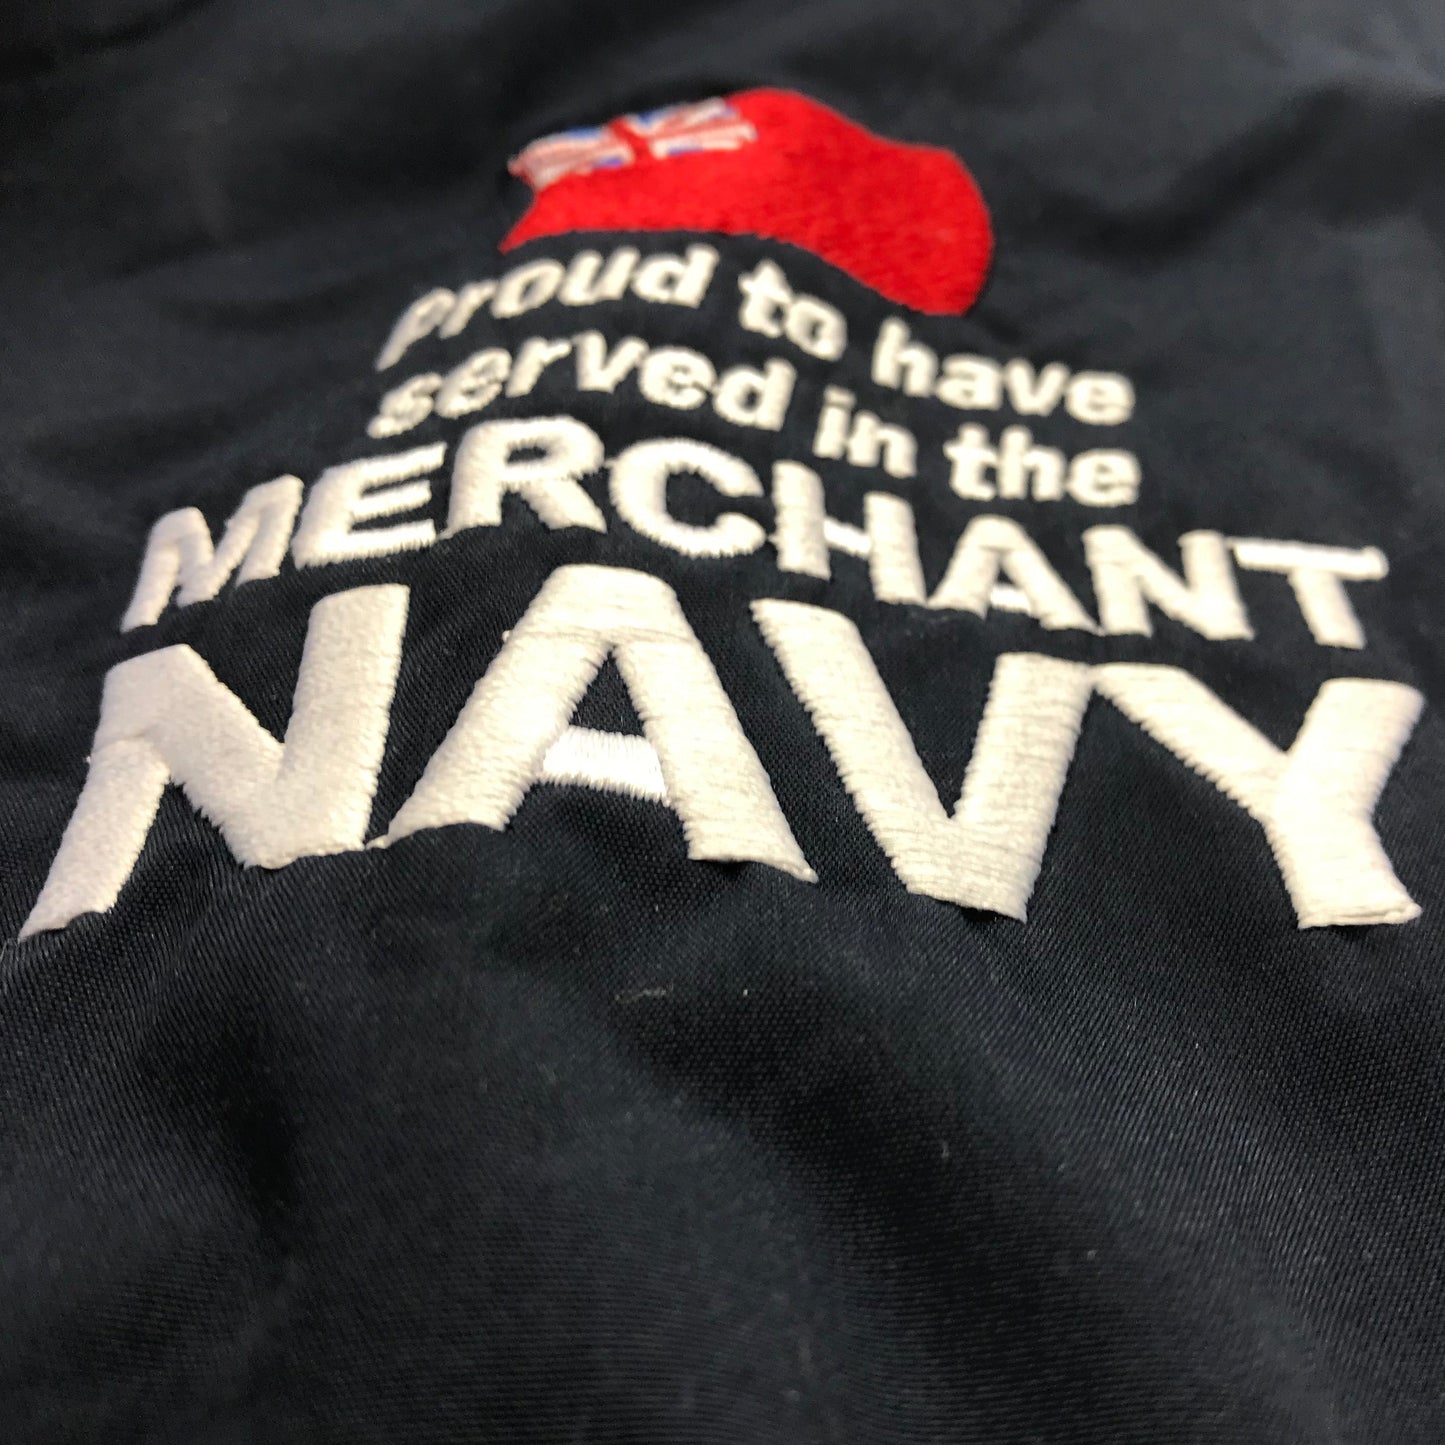 proud to have
served in the
MERCHANT
NAVY